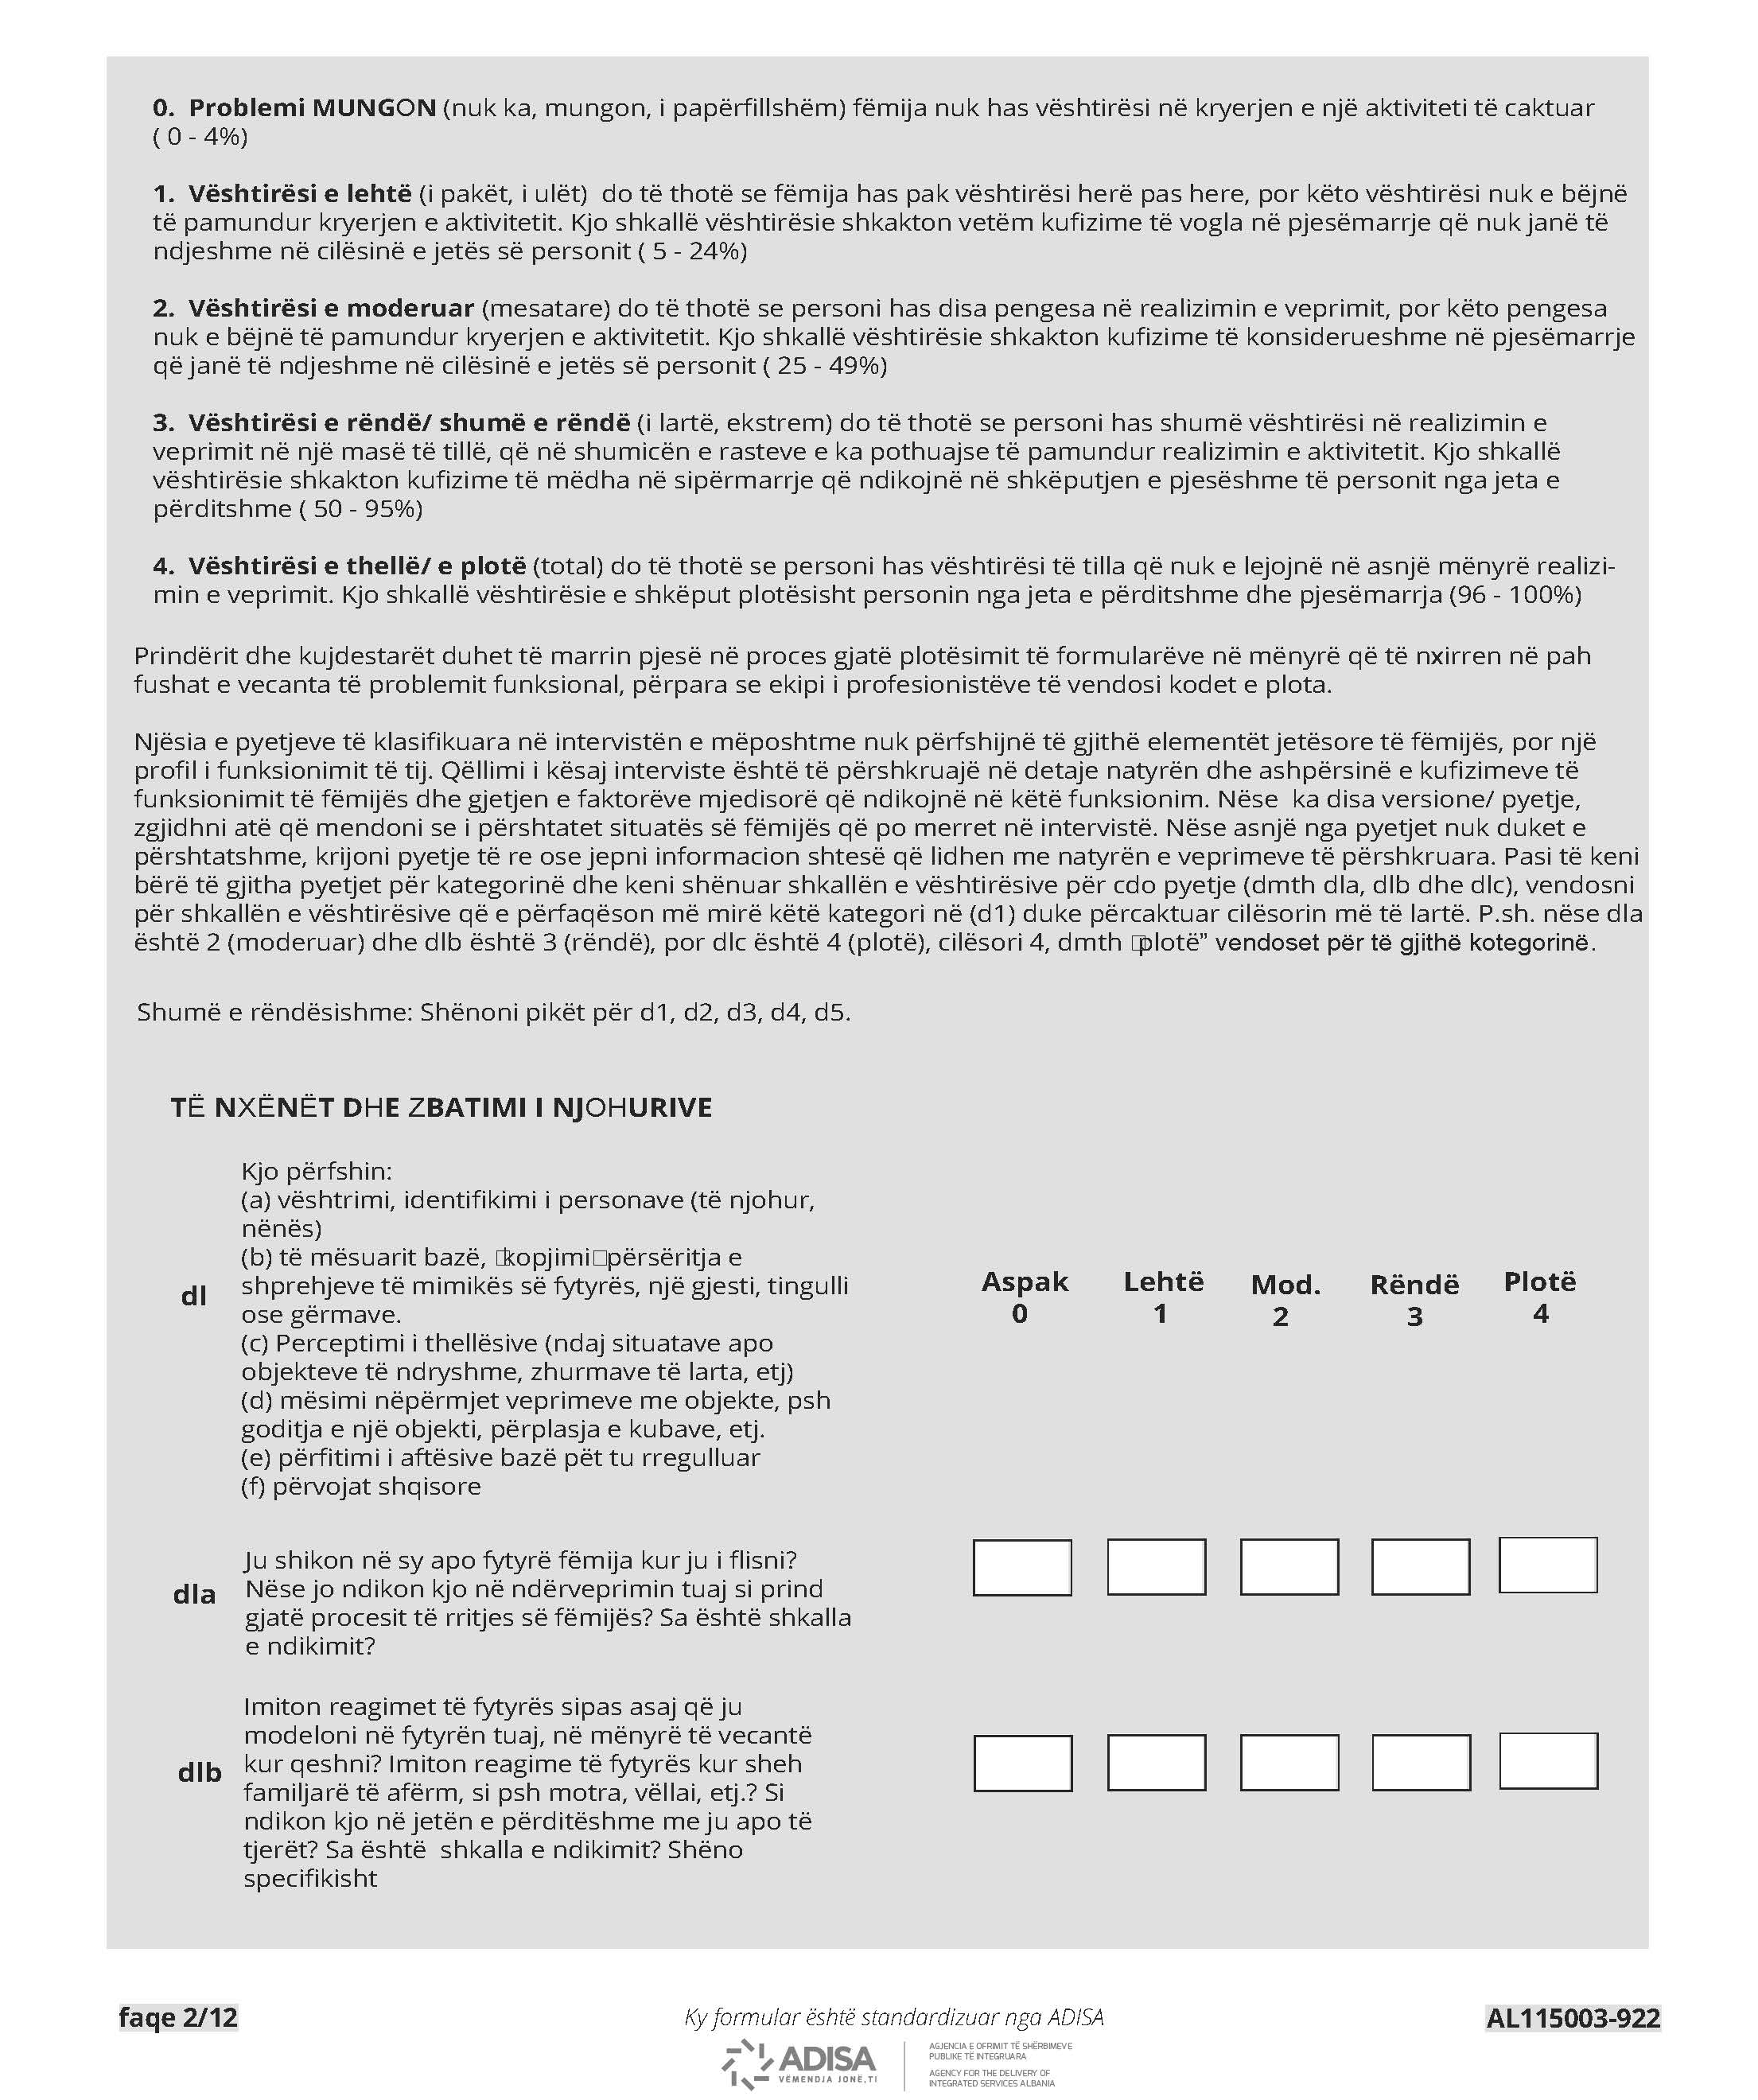 0.  Problemi MUNGON (nuk ka, mungon, i papërfillshëm) fëmija nuk has vështirësi në kryerjen e një aktiviteti të caktuar
( 0 - 4%)
1.  Vështirësi e lehtë (i pakët, i ulët)  do të thotë se fëmija has pak vështirësi herë pas here, por këto vështirësi nuk e bëjnë
të pamundur kryerjen e aktivitetit. Kjo shkallë vështirësie shkakton vetëm kufizime të vogla në pjesëmarrje që nuk janë të
ndjeshme në cilësinë e jetës së personit ( 5 - 24%)
2.  Vështirësi e moderuar (mesatare) do të thotë se personi has disa pengesa në realizimin e veprimit, por këto pengesa
nuk e bëjnë të pamundur kryerjen e aktivitetit. Kjo shkallë vështirësie shkakton kufizime të konsiderueshme në pjesëmarrje
që janë të ndjeshme në cilësinë e jetës së personit ( 25 - 49%)
3.  Vështirësi e rëndë/ shumë e rëndë (i lartë, ekstrem) do të thotë se personi has shumë vështirësi në realizimin e
veprimit në një masë të tillë, që në shumicën e rasteve e ka pothuajse të pamundur realizimin e aktivitetit. Kjo shkallë
vështirësie shkakton kufizime të mëdha në sipërmarrje që ndikojnë në shkëputjen e pjesëshme të personit nga jeta e
përditshme ( 50 - 95%)
4.  Vështirësi e thellë/ e plotë (total) do të thotë se personi has vështirësi të tilla që nuk e lejojnë në asnjë mënyrë realizi-
min e veprimit. Kjo shkallë vështirësie e shkëput plotësisht personin nga jeta e përditshme dhe pjesëmarrja (96 - 100%)
Prindërit dhe kujdestarët duhet të marrin pjesë në proces gjatë plotësimit të formularëve në mënyrë që të nxirren në pah
fushat e vecanta të problemit funksional, përpara se ekipi i profesionistëve të vendosi kodet e plota.
Njësia e pyetjeve të klasifikuara në intervistën e mëposhtme nuk përfshijnë të gjithë elementët jetësore të fëmijës, por një
profil i funksionimit të tij. Qëllimi i kësaj interviste është të përshkruajë në detaje natyrën dhe ashpërsinë e kufizimeve të
funksionimit të fëmijës dhe gjetjen e faktorëve mjedisorë që ndikojnë në këtë funksionim. Nëse  ka disa versione/ pyetje,
zgjidhni atë që mendoni se i përshtatet situatës së fëmijës që po merret në intervistë. Nëse asnjë nga pyetjet nuk duket e
përshtatshme, krijoni pyetje të re ose jepni informacion shtesë që lidhen me natyrën e veprimeve të përshkruara. Pasi të keni
bërë të gjitha pyetjet për kategorinë dhe keni shënuar shkallën e vështirësive për cdo pyetje (dmth dla, dlb dhe dlc), vendosni
për shkallën e vështirësive që e përfaqëson më mirë këtë kategori në (d1) duke përcaktuar cilësorin më të lartë. P.sh. nëse dla
është 2 (moderuar) dhe dlb është 3 (rëndë), por dlc është 4 (plotë), cilësori 4, dmth □plotë” vendoset për të gjithë kotegorinë.
Shumë e rëndësishme: Shënoni pikët për d1, d2, d3, d4, d5.
TË NXËNËT DHE ZBATIMI I NJOHURIVE
Kjo përfshin:
(a) vështrimi, identifikimi i personave (të njohur,
nënës)
(b) të mësuarit bazë, □kopjimi□përsëritja e
shprehjeve të mimikës së fytyrës, një gjesti, tingulli
ose gërmave.
(c) Perceptimi i thellësive (ndaj situatave apo
objekteve të ndryshme, zhurmave të larta, etj)
(d) mësimi nëpërmjet veprimeve me objekte, psh
goditja e një objekti, përplasja e kubave, etj.
(e) përfitimi i aftësive bazë pët tu rregulluar
(f) përvojat shqisore
dl
Aspak Lehtë Mod. Rëndë Plotë
0 1 2 3 4
dla
Ju shikon në sy apo fytyrë fëmija kur ju i flisni?
Nëse jo ndikon kjo në ndërveprimin tuaj si prind
gjatë procesit të rritjes së fëmijës? Sa është shkalla
e ndikimit?
dlb
Imiton reagimet të fytyrës sipas asaj që ju
modeloni në fytyrën tuaj, në mënyrë të vecantë
kur qeshni? Imiton reagime të fytyrës kur sheh
familjarë të afërm, si psh motra, vëllai, etj.? Si
ndikon kjo në jetën e përditëshme me ju apo të
tjerët? Sa është  shkalla e ndikimit? Shëno
specifikisht
faqe 2/12
Ky formular është standardizuar nga ADISA
AL115003-922
ADISA
VËMENDJA JONË,TI
AGJENCIA E OFRIMIT TË SHËRBIMEVE
PUBLIKE TË INTEGRUARA
AGENCY FOR THE DELIVERY OF
INTEGRATED SERVICES ALBANIA